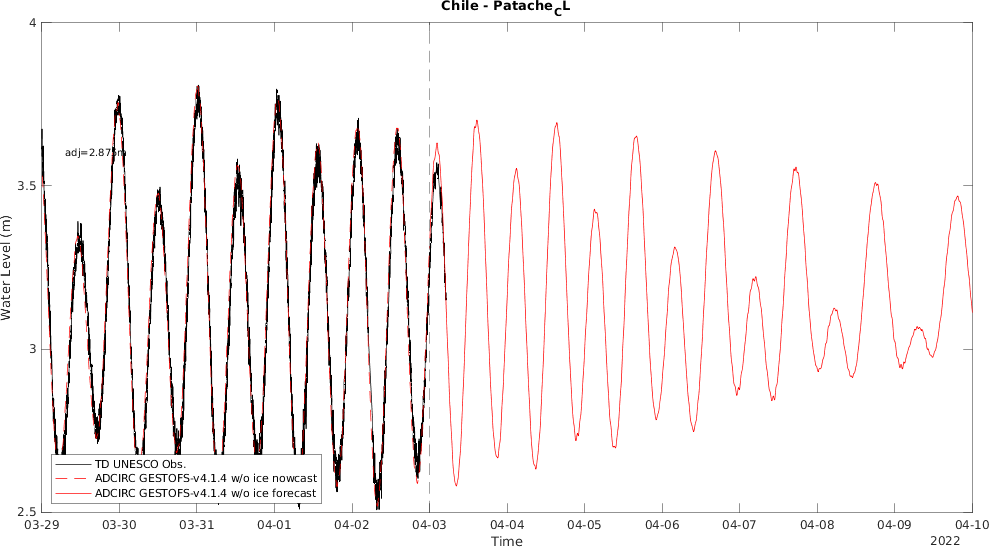 Chile - Patache_CL
4
3.5
3
2.5
Water Level (m)
adj=2.875m
TD UNESCO Obs.
ADCIRC GESTOFS-v4.1.4 w/o ice nowcast
ADCIRC GESTOFS-v4.1.4 w/o ice forecast
03-29 03-30 03-31 04-01 04-02 04-03 04-04 04-05 04-06 04-07 04-08 04-09 04-10
Time
2022